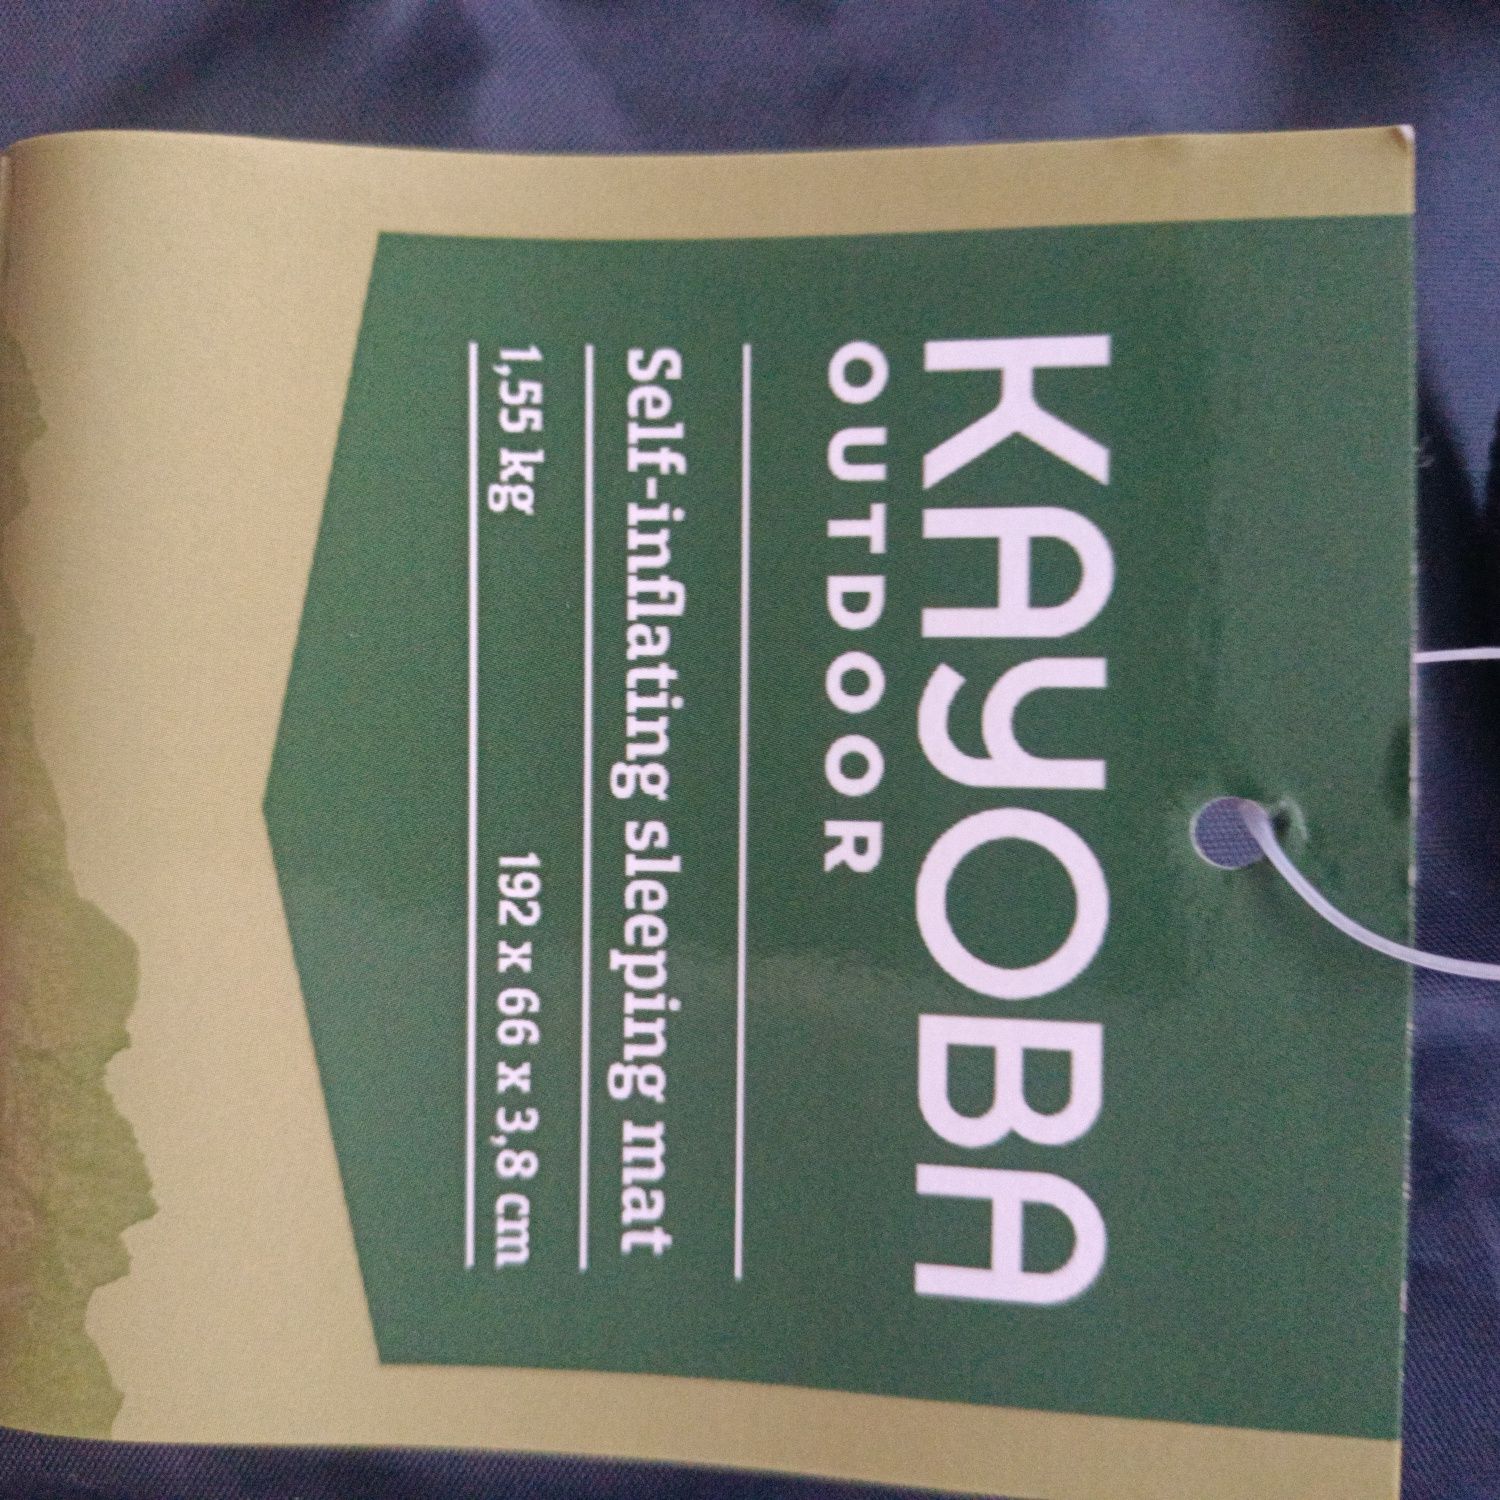 KAYOBA
OUTDOOR
Self-inflating sleeping mat
1,55 kg 192 x 66 x 3,8 cm